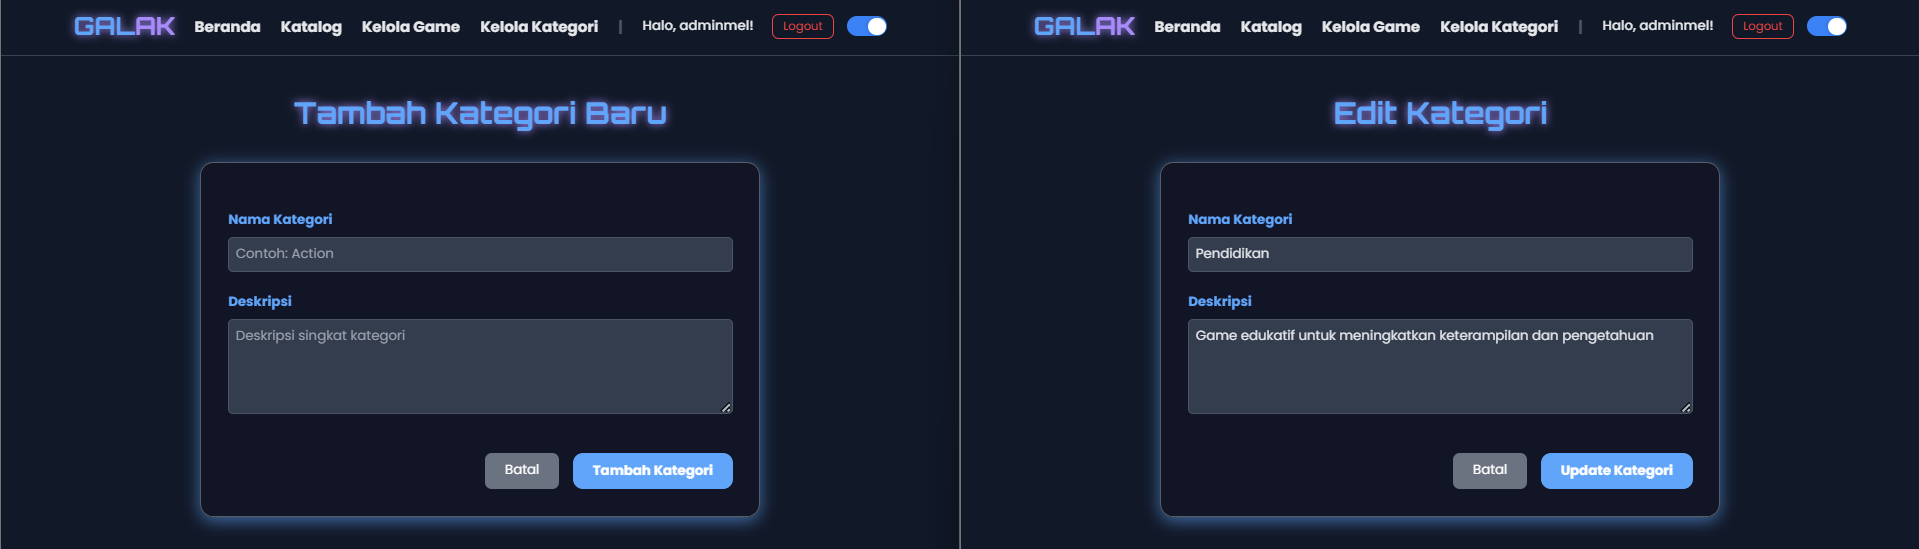 GALAK Beranda Katalog Kelola Game Kelola Kategori | Halo, adminmel! Logout
Tambah Kategori Baru
Nama Kategori
Contoh: Action
Deskripsi
Deskripsi singkat kategori
Batal Tambah Kategori
GALAK Beranda Katalog Kelola Game Kelola Kategori | Halo, adminmel! Logout
Edit Kategori
Nama Kategori
Pendidikan
Deskripsi
Game edukatif untuk meningkatkan keterampilan dan pengetahuan
Batal Update Kategori